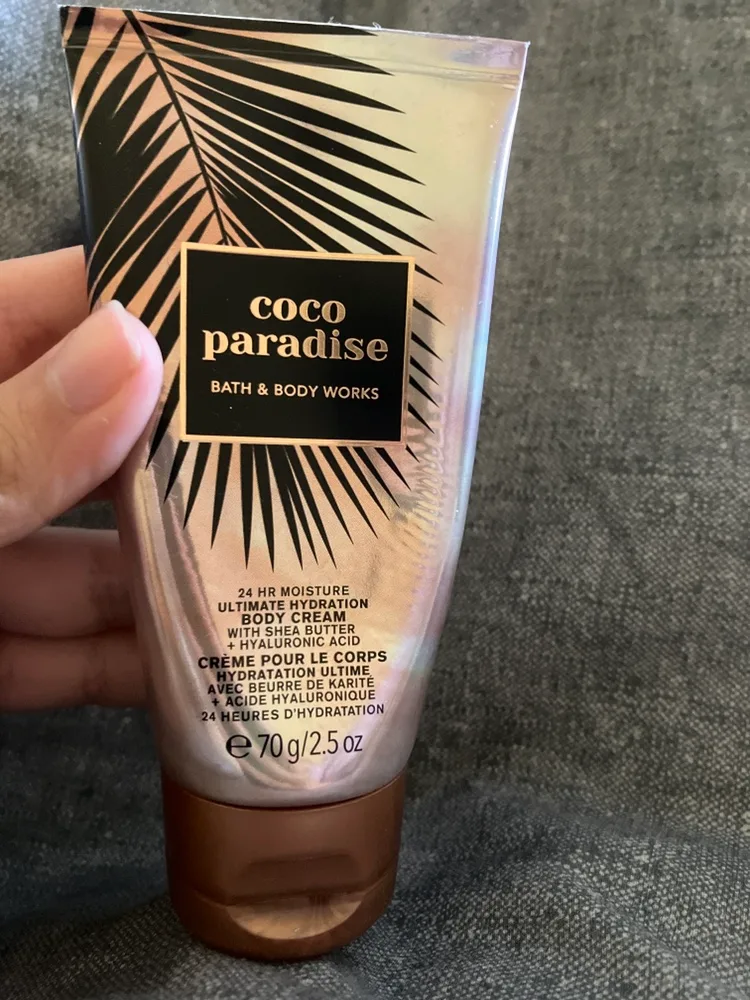 coco
paradise
BATH & BODY WORKS
24 HR MOISTURE
ULTIMATE HYDRATION
BODY CREAM
WITH SHEA BUTTER
+ HYALURONIC ACID
CRÈME POUR LE CORPS
HYDRATATION ULTIME
AVEC BEURRE DE KARITÉ
+ ACIDE HYALURONIQUE
24 HEURES D'HYDRATATION
℮ 70 g/2.5 oz